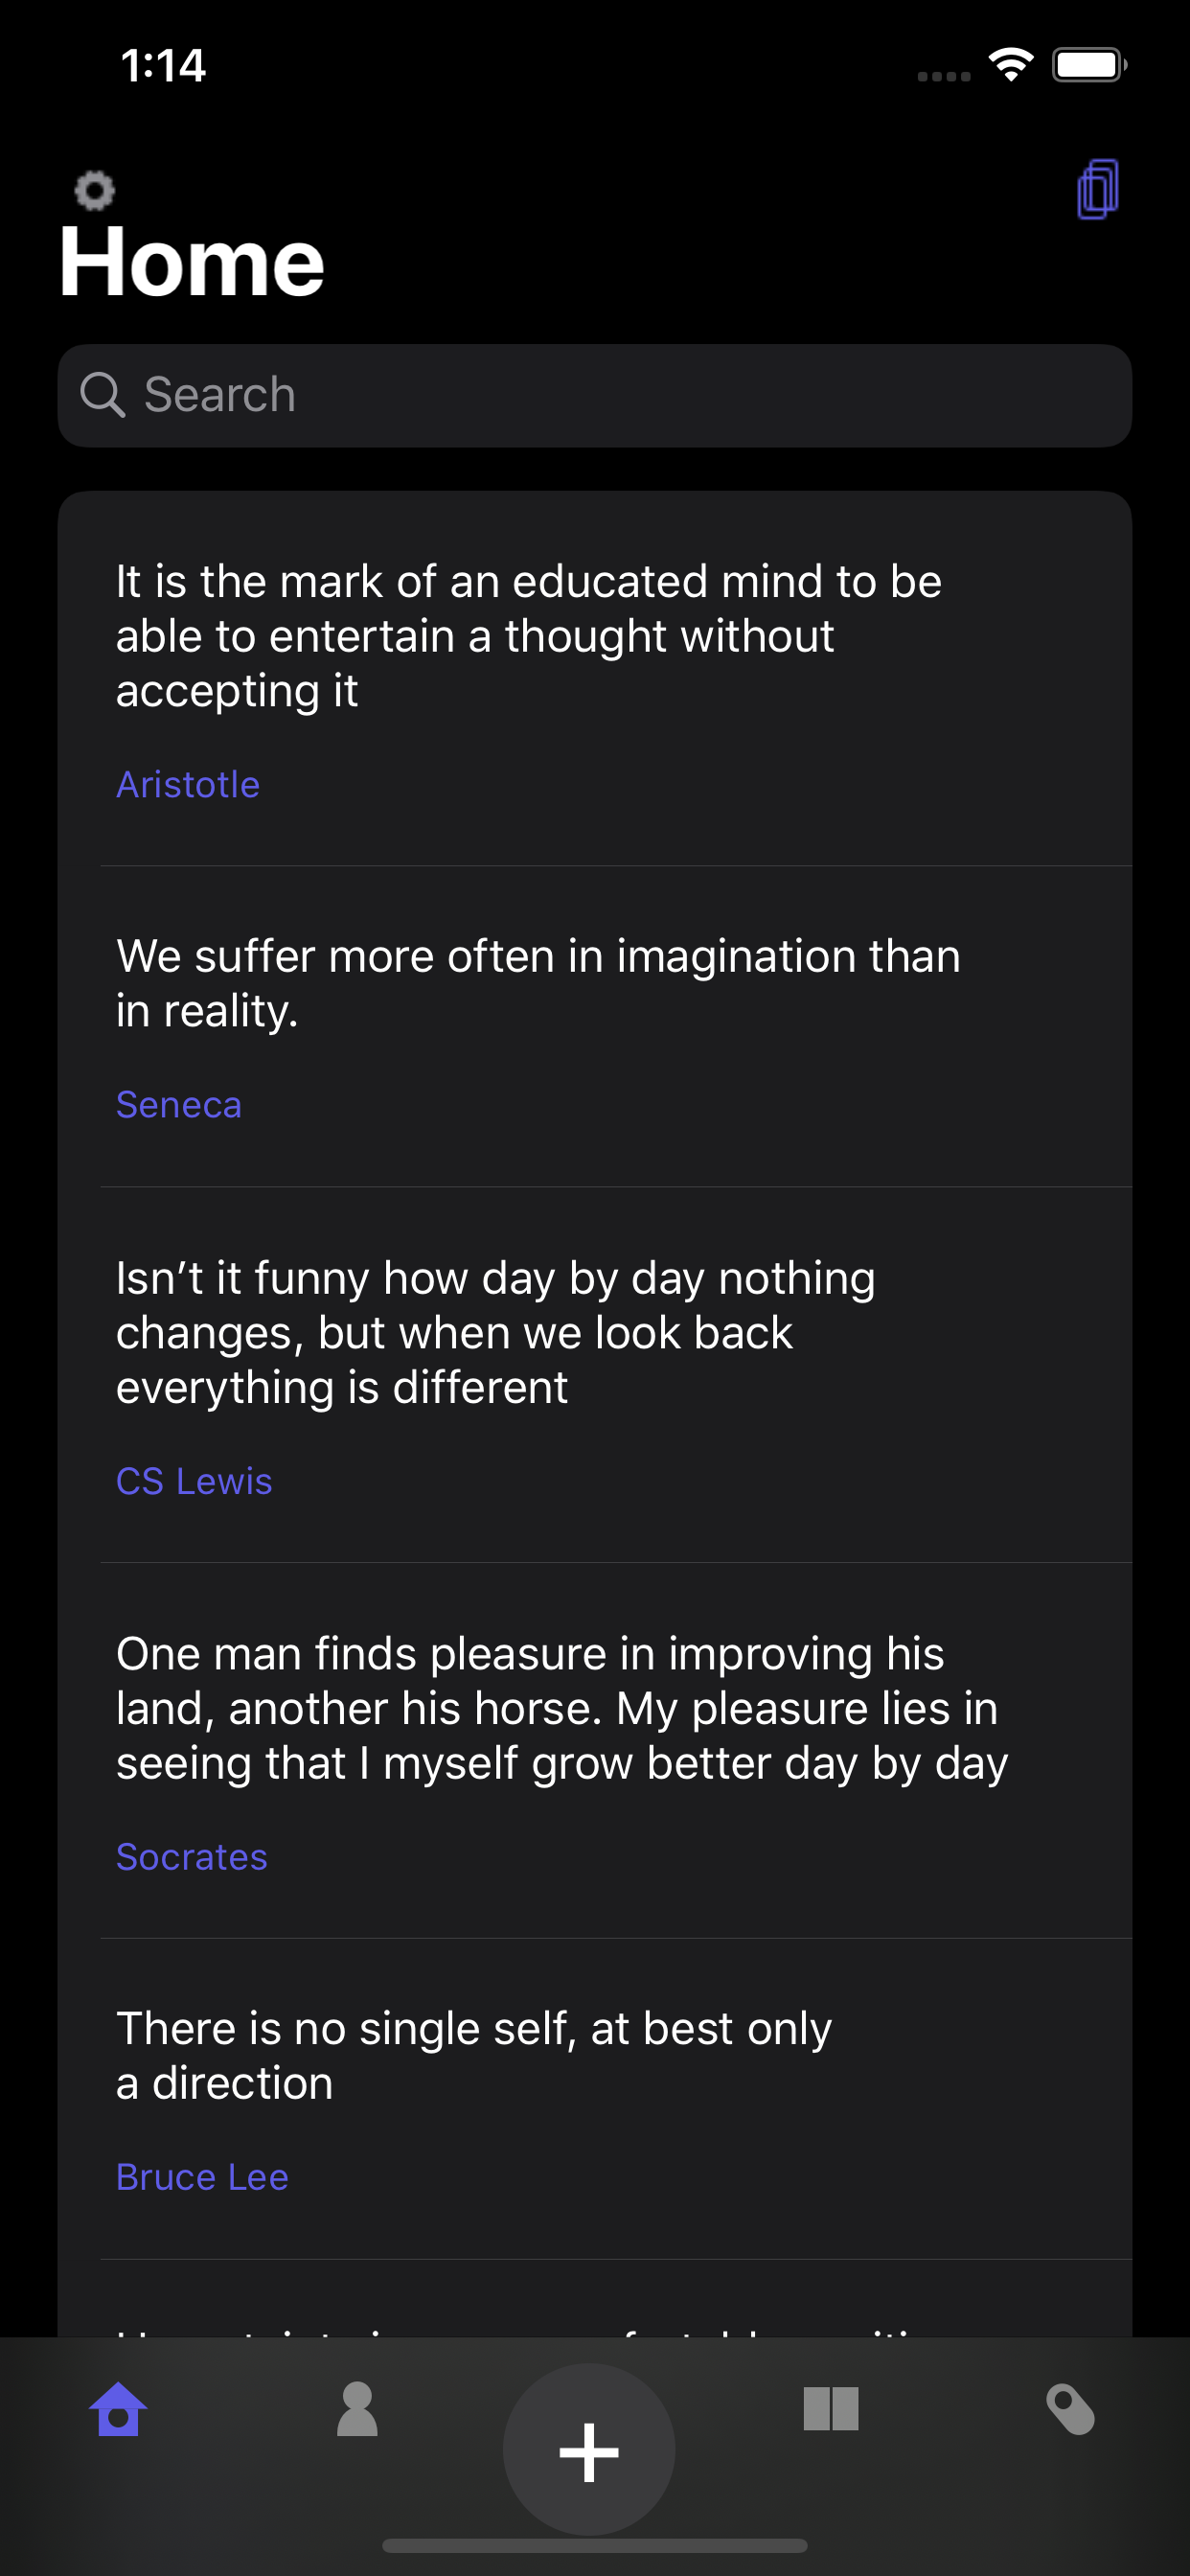 1:14
Home
Search
It is the mark of an educated mind to be
able to entertain a thought without
accepting it
Aristotle
We suffer more often in imagination than
in reality.
Seneca
Isn’t it funny how day by day nothing
changes, but when we look back
everything is different
CS Lewis
One man finds pleasure in improving his
land, another his horse. My pleasure lies in
seeing that I myself grow better day by day
Socrates
There is no single self, at best only
a direction
Bruce Lee